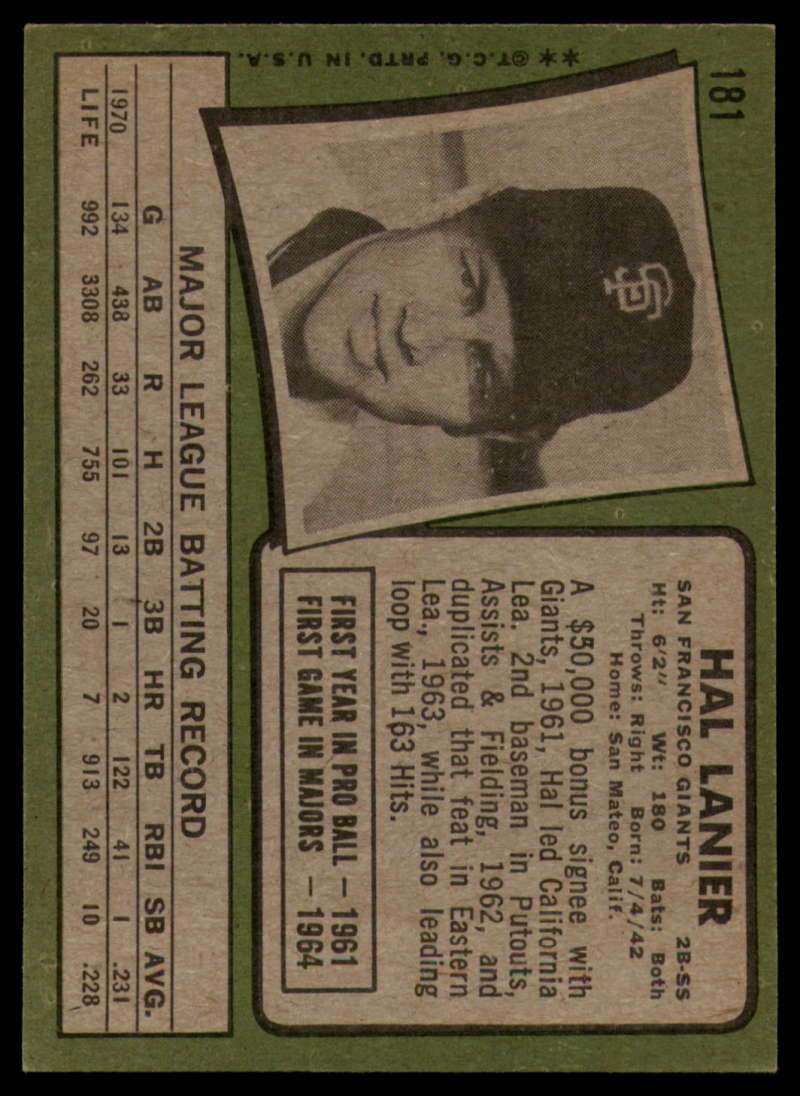 181
**©T.C.G. PRTD. IN U.S.A.
SF
HAL LANIER
SAN FRANCISCO GIANTS 2B-SS
Ht: 6'2" Wt: 180 Bats: Both
Throws: Right Born: 7/4/42
Home: San Mateo, Calif.
A $50,000 bonus signee with
Giants, 1961, Hal led California
Lea. 2nd baseman in Putouts,
Assists & Fielding, 1962, and
duplicated that feat in Eastern
Lea., 1963, while also leading
loop with 163 Hits.
FIRST YEAR IN PRO BALL — 1961
FIRST GAME IN MAJORS — 1964
MAJOR LEAGUE BATTING RECORD
G AB R H 2B 3B HR TB RBI SB AVG.
1970 134 438 33 101 13 1 2 122 41 1 .231
LIFE 992 3308 262 755 97 20 7 913 249 10 .228